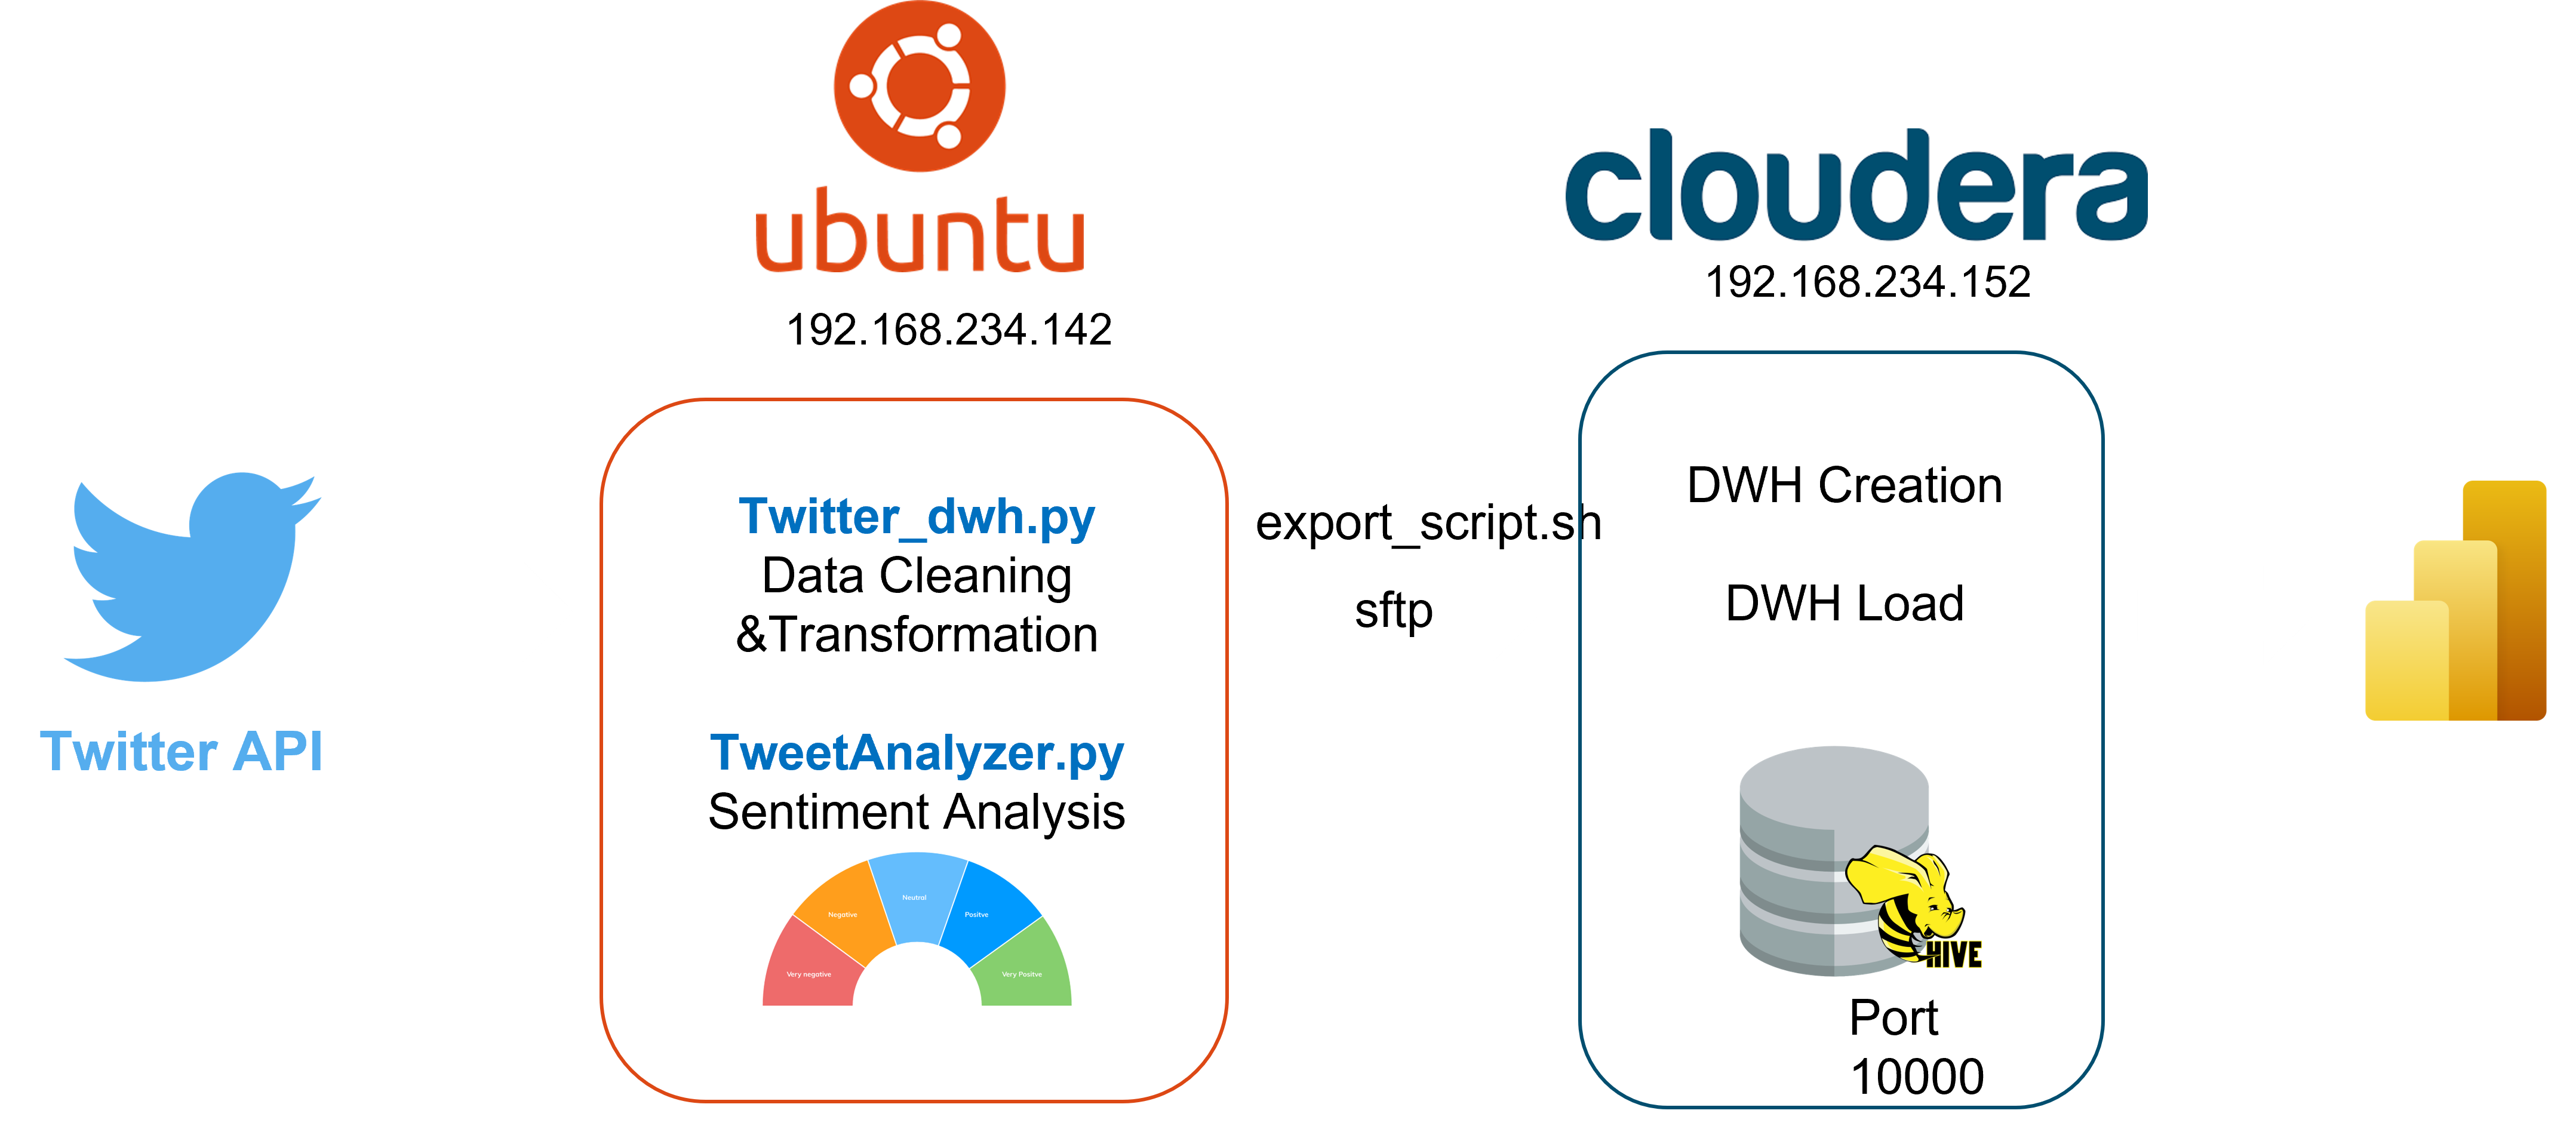 ubuntu
192.168.234.142
cloudera
192.168.234.152
Twitter API
Twitter_dwh.py
Data Cleaning
&Transformation
TweetAnalyzer.py
Sentiment Analysis
Very negative
Negative
Neutral
Positve
Very Positve
export_script.sh
sftp
DWH Creation
DWH Load
HIVE
Port
10000